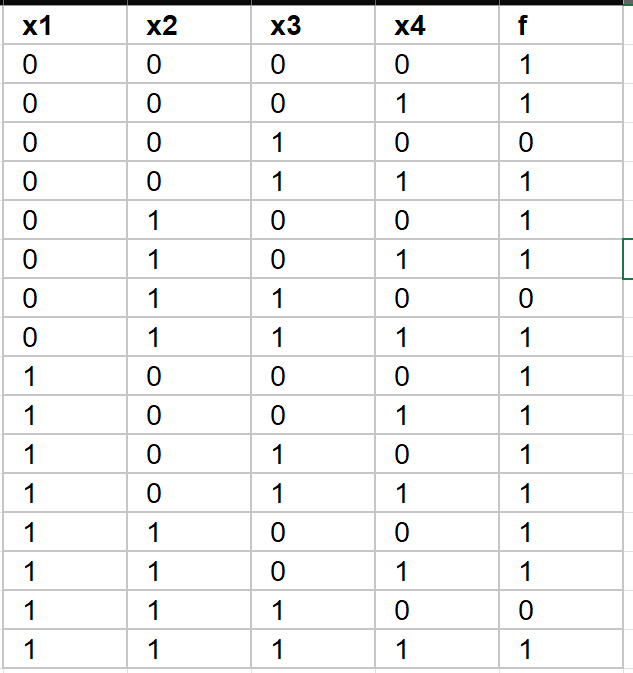 x1 x2 x3 x4 f
0 0 0 0 1
0 0 0 1 1
0 0 1 0 0
0 0 1 1 1
0 1 0 0 1
0 1 0 1 1
0 1 1 0 0
0 1 1 1 1
1 0 0 0 1
1 0 0 1 1
1 0 1 0 1
1 0 1 1 1
1 1 0 0 1
1 1 0 1 1
1 1 1 0 0
1 1 1 1 1